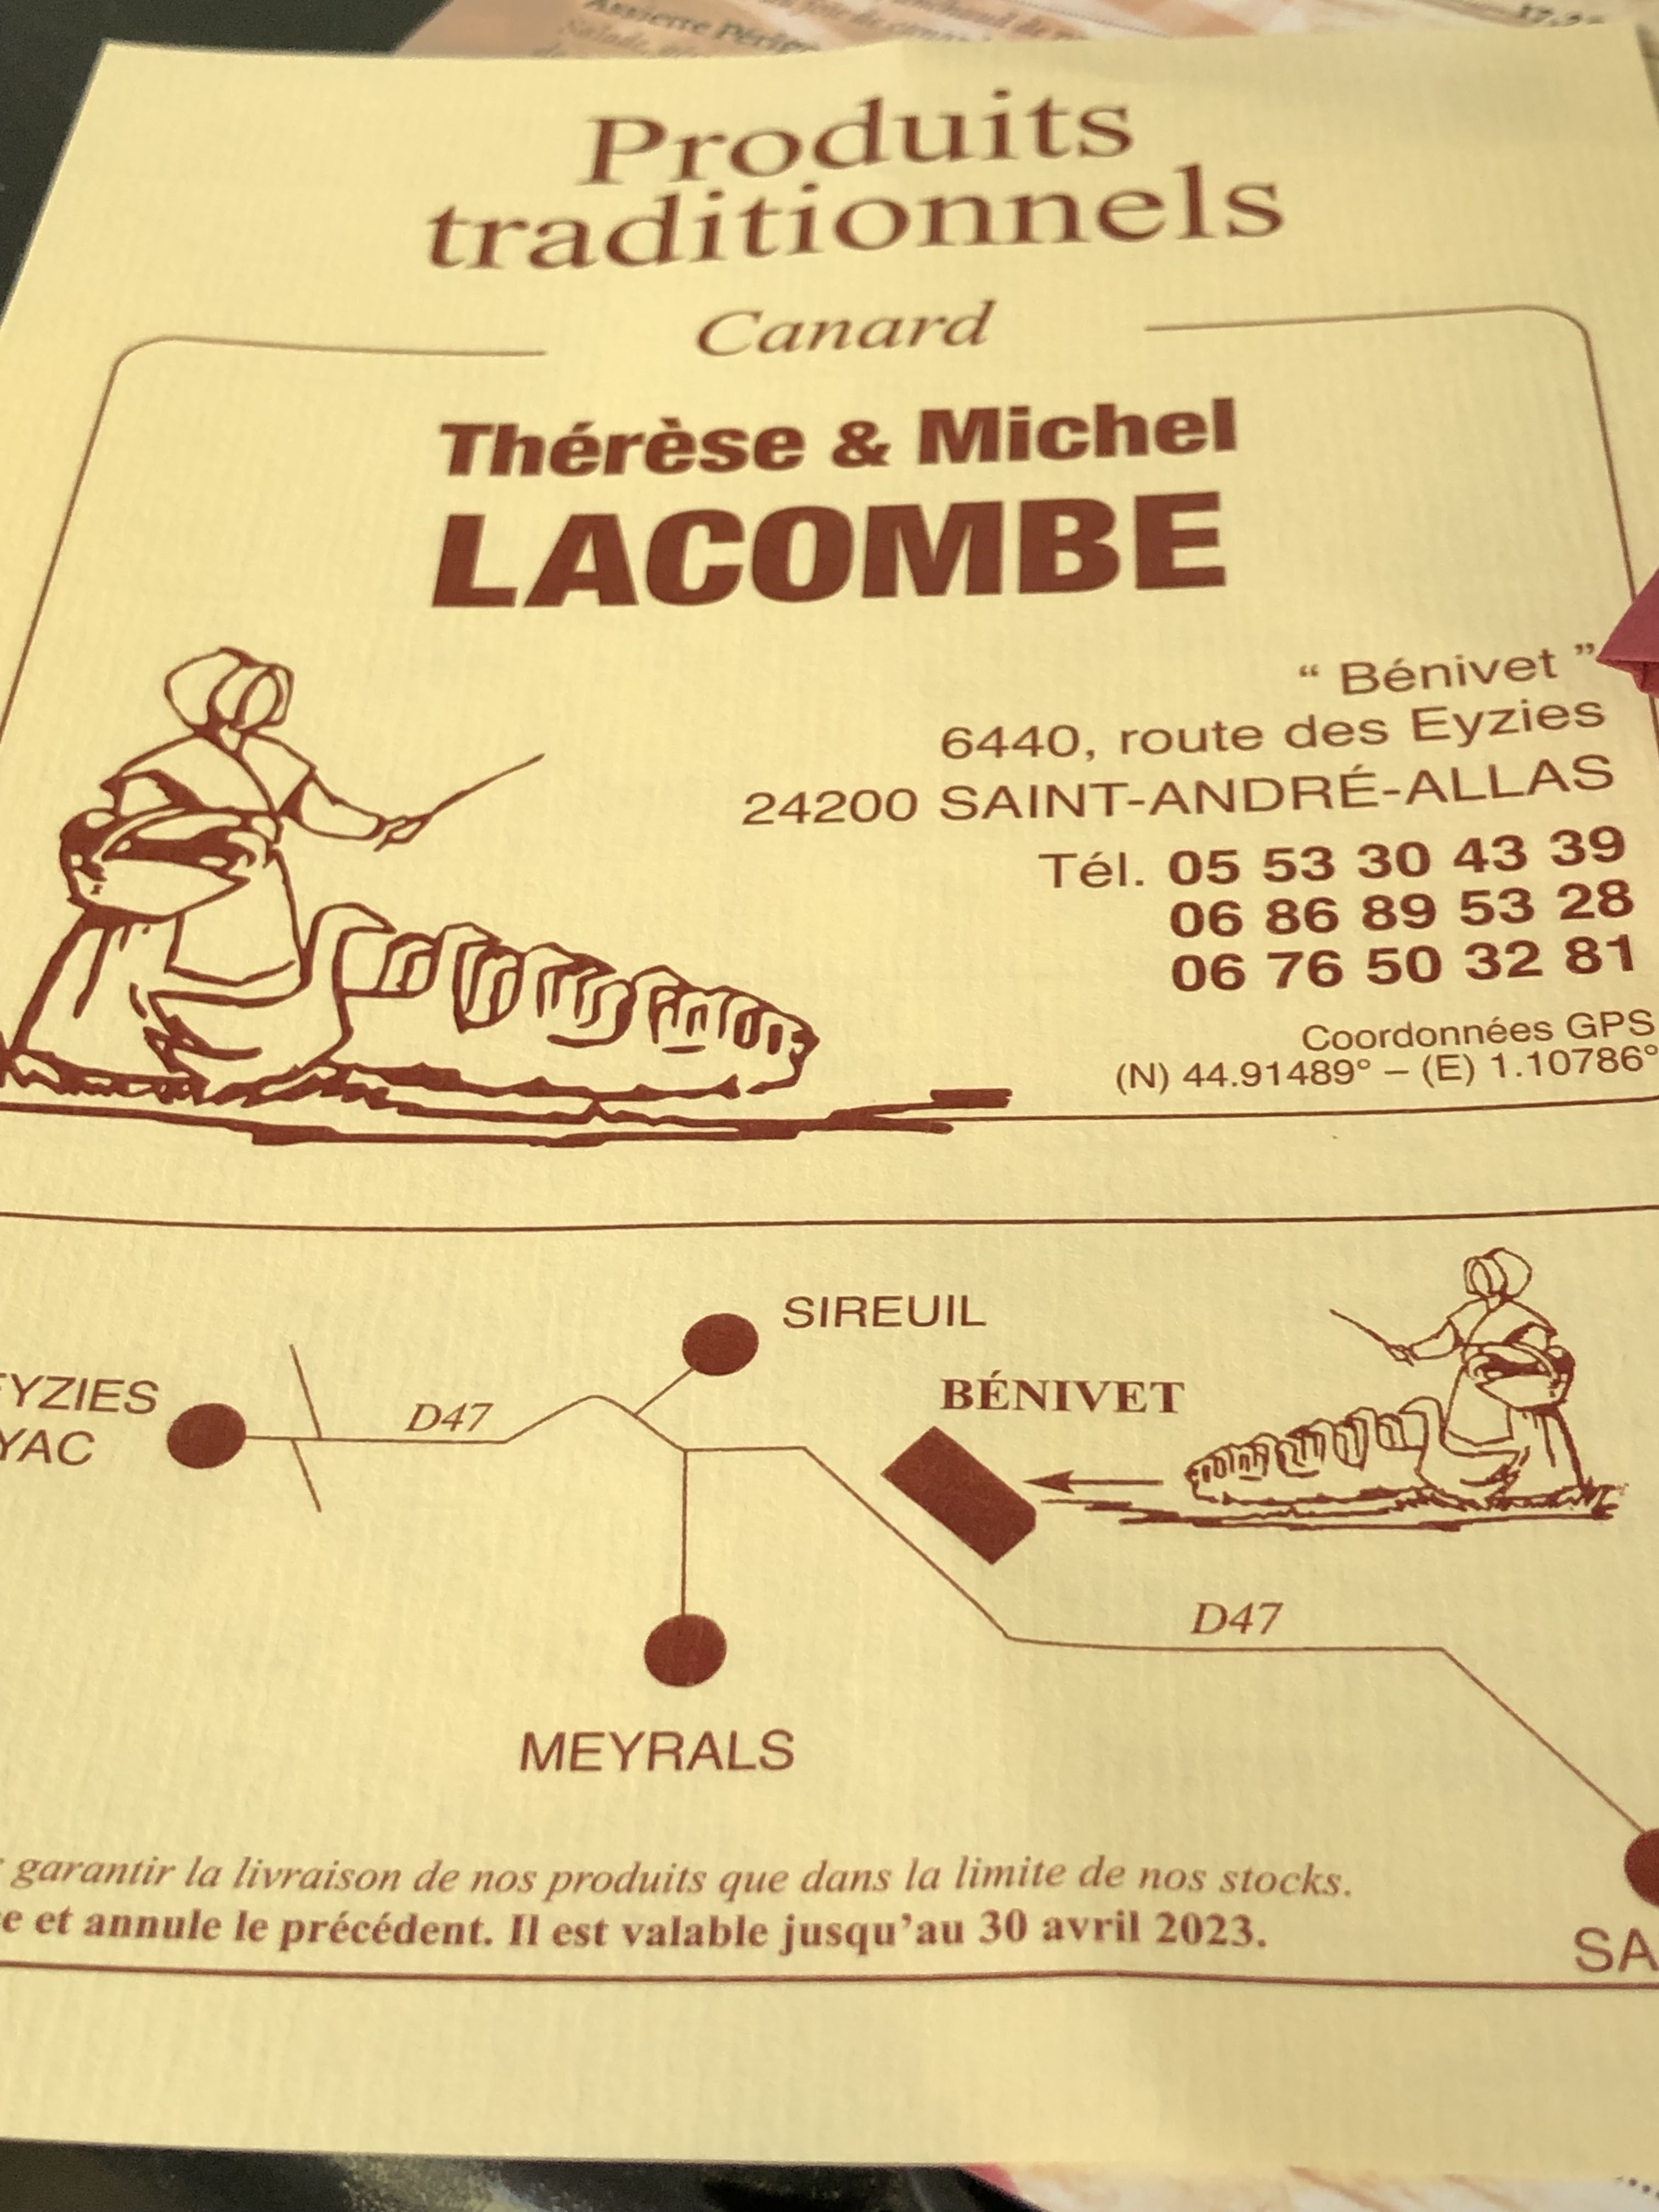 Assiette
Produits
traditionnels
Canard
Thérèse & Michel
LACOMBE
“ Bénivet ”
6440, route des Eyzies
24200 SAINT-ANDRÉ-ALLAS
Tél. 05 53 30 43 39
06 86 89 53 28
06 76 50 32 81
Coordonnées GPS
(N) 44.91489° – (E) 1.10786°
SIREUIL
BÉNIVET
EYZIES
YAC
D47
D47
MEYRALS
garantir la livraison de nos produits que dans la limite de nos stocks.
e et annule le précédent. Il est valable jusqu’au 30 avril 2023.
SA